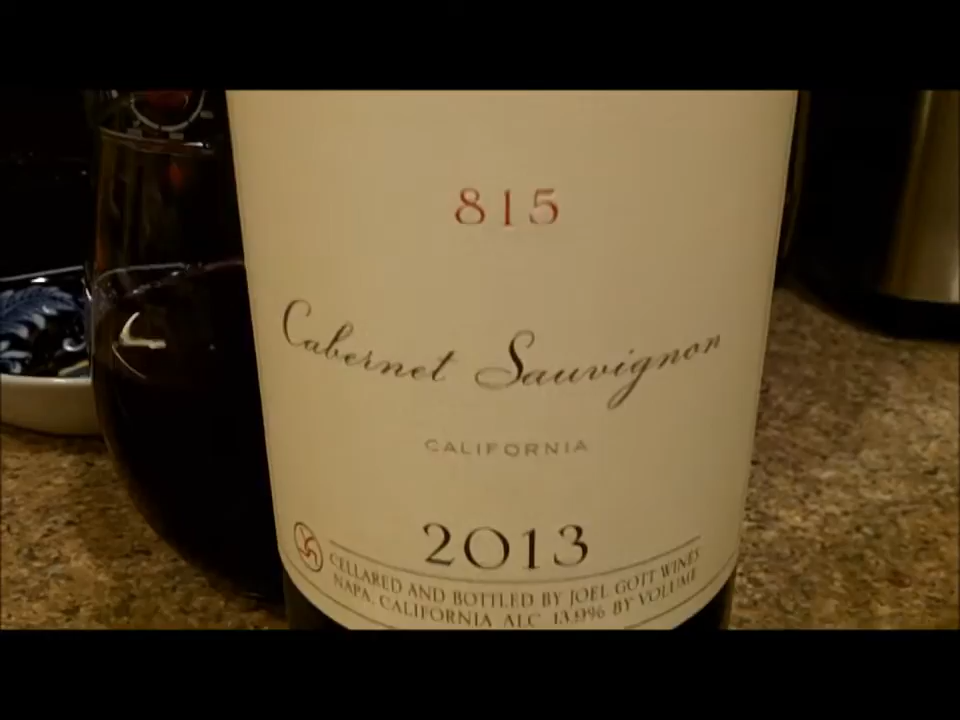 815
Cabernet Sauvignon
CALIFORNIA
2013
CELLARED AND BOTTLED BY JOEL GOTT WINES
NAPA, CALIFORNIA ALC 13.9% BY VOLUME